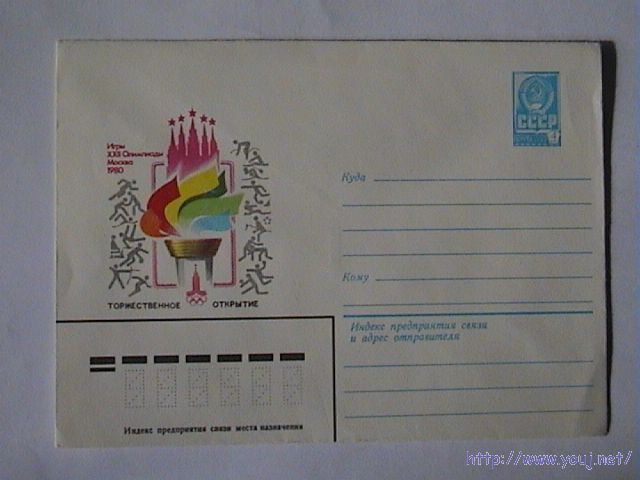 Игры
XXII Олимпиады
Москва
1980
ТОРЖЕСТВЕННОЕ ОТКРЫТИЕ
СССР
Куда
Кому
Индекс предприятия связи
и адрес отправителя
Индекс предприятия связи места назначения
http://www.youj.net/